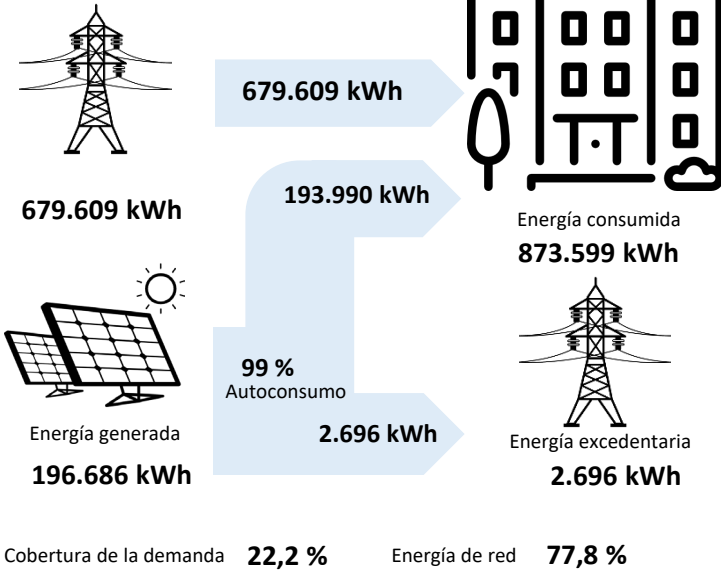 679.609 kWh
679.609 kWh
193.990 kWh
Energía consumida
873.599 kWh
99 %
Autoconsumo
Energía generada
196.686 kWh
2.696 kWh
Energía excedentaria
2.696 kWh
Cobertura de la demanda 22,2 % Energía de red 77,8 %